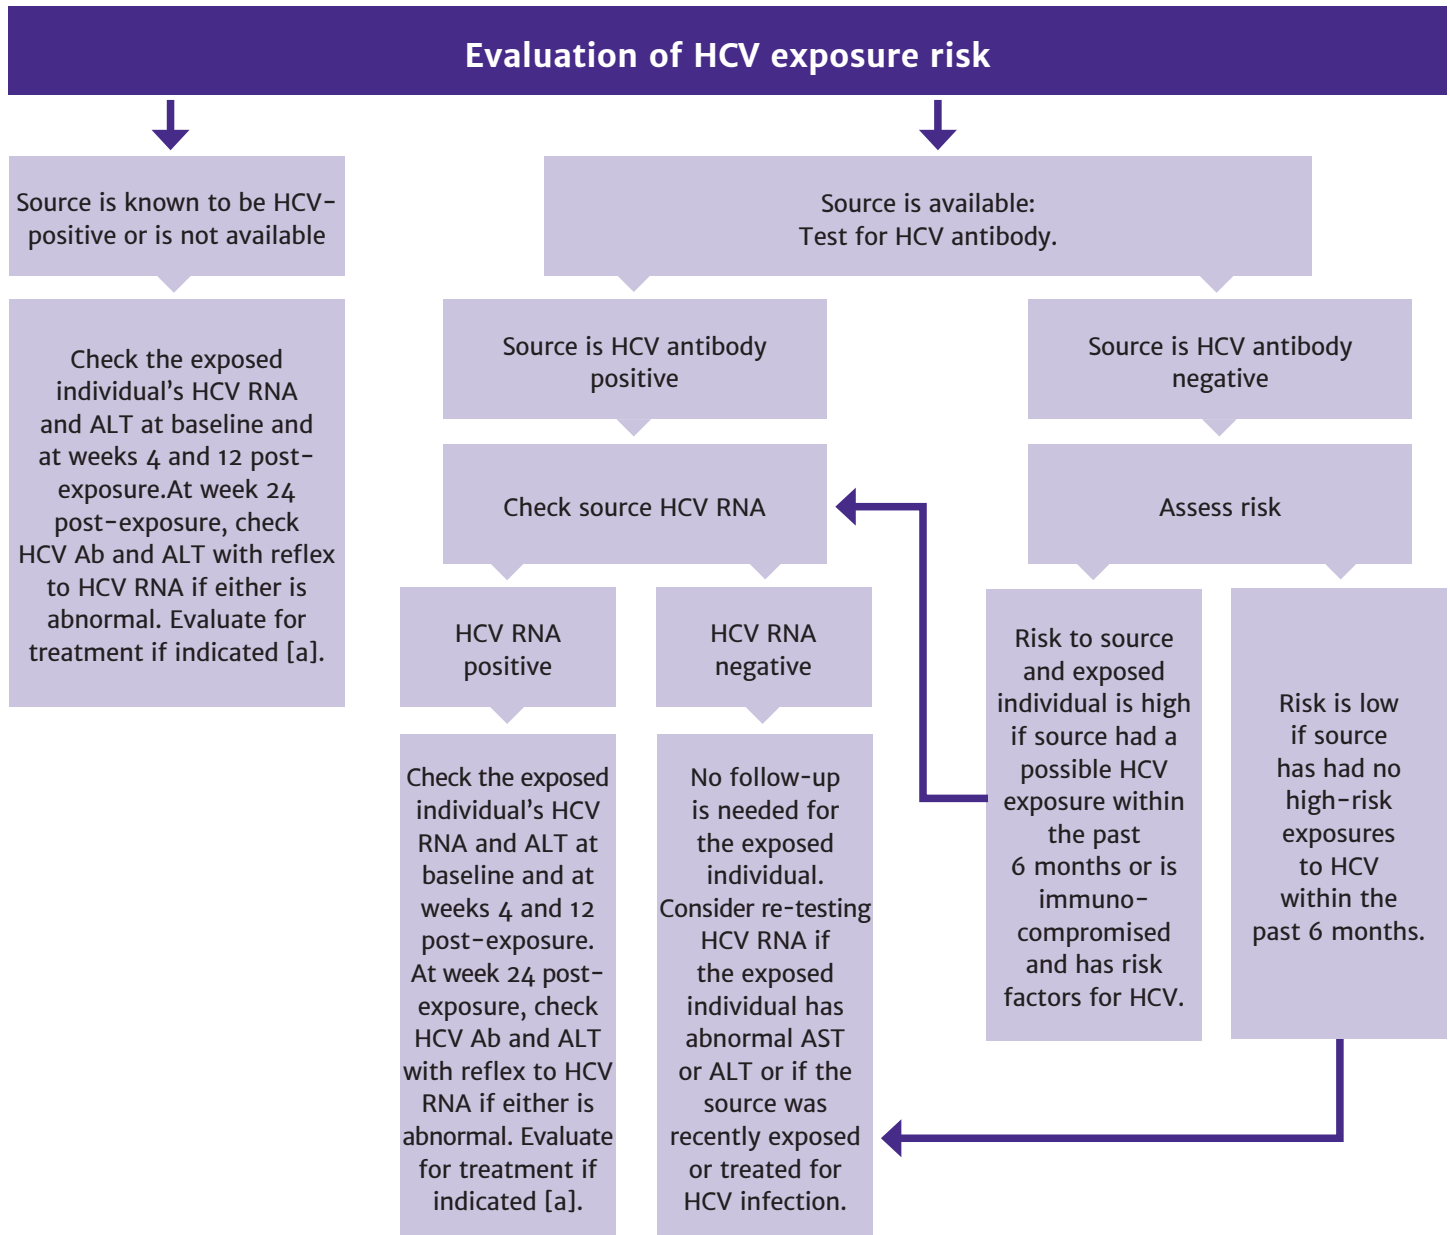 Evaluation of HCV exposure risk
Source is known to be HCV-
positive or is not available
Check the exposed
individual's HCV RNA
and ALT at baseline and
at weeks 4 and 12 post-
exposure.At week 24
post-exposure, check
HCV Ab and ALT with reflex
to HCV RNA if either is
abnormal. Evaluate for
treatment if indicated [a].
Source is available:
Test for HCV antibody.
Source is HCV antibody
positive
Check source HCV RNA
HCV RNA
positive
Check the exposed
individual's HCV
RNA and ALT at
baseline and at
weeks 4 and 12
post-exposure.
At week 24 post-
exposure, check
HCV Ab and ALT
with reflex to HCV
RNA if either is
abnormal. Evaluate
for treatment if
indicated [a].
HCV RNA
negative
No follow-up
is needed for
the exposed
individual.
Consider re-testing
HCV RNA if
the exposed
individual has
abnormal AST
or ALT or if the
source was
recently exposed
or treated for
HCV infection.
Source is HCV antibody
negative
Assess risk
Risk to source
and exposed
individual is high
if source had a
possible HCV
exposure within
the past
6 months or is
immuno-
compromised
and has risk
factors for HCV.
Risk is low
if source
has had no
high-risk
exposures
to HCV
within the
past 6 months.